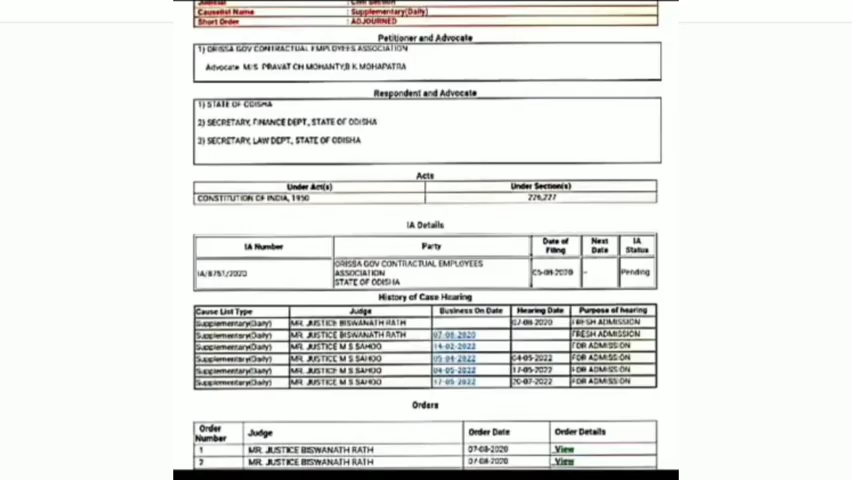 Judicial : Civil Section
Causelist Name : Supplementary(Daily)
Short Order : ADJOURNED
Petitioner and Advocate
1) ORISSA GOV CONTRACTUAL EMPLOYEES ASSOCIATION
Advocate M/S PRAVAT CH MOHANTY,B K MOHAPATRA
Respondent and Advocate
1) STATE OF ODISHA
2) SECRETARY, FINANCE DEPT., STATE OF ODISHA
3) SECRETARY, LAW DEPT., STATE OF ODISHA
Acts
Under Act(s) Under Section(s)
CONSTITUTION OF INDIA, 1950 226,227
IA Details
IA Number Party Date of Filing Next Date IA Status
IA/8751/2020 ORISSA GOV CONTRACTUAL EMPLOYEES ASSOCIATION STATE OF ODISHA 05-08-2020 - Pending
History of Case Hearing
Cause List Type Judge Business On Date Hearing Date Purpose of hearing
Supplementary(Daily) MR. JUSTICE BISWANATH RATH 07-08-2020 FRESH ADMISSION
Supplementary(Daily) MR. JUSTICE BISWANATH RATH 07-08-2020 FRESH ADMISSION
Supplementary(Daily) MR. JUSTICE M S SAHOO 14-02-2022 FOR ADMISSION
Supplementary(Daily) MR. JUSTICE M S SAHOO 05-04-2022 04-05-2022 FOR ADMISSION
Supplementary(Daily) MR. JUSTICE M S SAHOO 04-05-2022 17-05-2022 FOR ADMISSION
Supplementary(Daily) MR. JUSTICE M S SAHOO 17-05-2022 20-07-2022 FOR ADMISSION
Orders
Order Number Judge Order Date Order Details
1 MR. JUSTICE BISWANATH RATH 07-08-2020 View
2 MR. JUSTICE BISWANATH RATH 07-08-2020 View